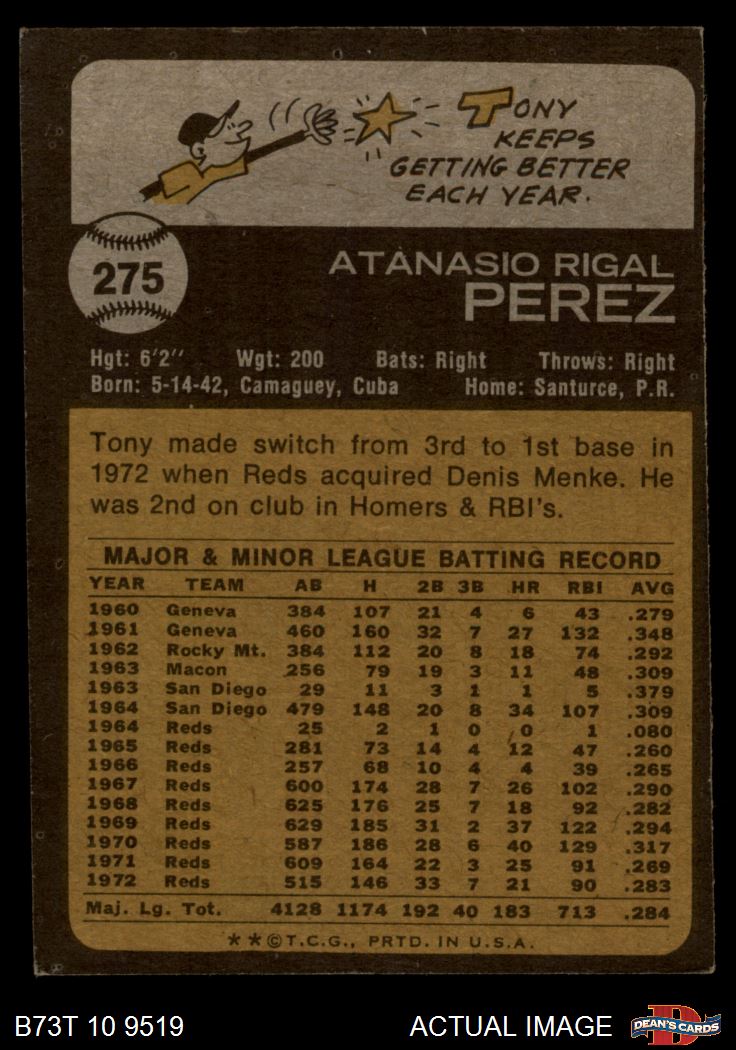 TONY
KEEPS
GETTING BETTER
EACH YEAR.
275
ATANASIO RIGAL
PEREZ
Hgt: 6'2" Wgt: 200 Bats: Right Throws: Right
Born: 5-14-42, Camaguey, Cuba Home: Santurce, P.R.
Tony made switch from 3rd to 1st base in
1972 when Reds acquired Denis Menke. He
was 2nd on club in Homers & RBI's.
MAJOR & MINOR LEAGUE BATTING RECORD
YEAR TEAM AB H 2B 3B HR RBI AVG
1960 Geneva 384 107 21 4 6 43 .279
1961 Geneva 460 160 32 7 27 132 .348
1962 Rocky Mt. 384 112 20 8 18 74 .292
1963 Macon 256 79 19 3 11 48 .309
1963 San Diego 29 11 3 1 1 5 .379
1964 San Diego 479 148 20 8 34 107 .309
1964 Reds 25 2 1 0 0 1 .080
1965 Reds 281 73 14 4 12 47 .260
1966 Reds 257 68 10 4 4 39 .265
1967 Reds 600 174 28 7 26 102 .290
1968 Reds 625 176 25 7 18 92 .282
1969 Reds 629 185 31 2 37 122 .294
1970 Reds 587 186 28 6 40 129 .317
1971 Reds 609 164 22 3 25 91 .269
1972 Reds 515 146 33 7 21 90 .283
Maj. Lg. Tot. 4128 1174 192 40 183 713 .284
**©T.C.G., PRTD. IN U.S.A.
B73T 10 9519 ACTUAL IMAGE D DEAN'S CARDS